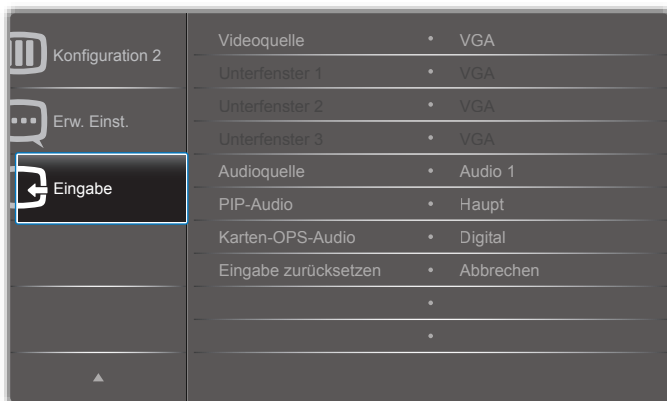 Konfiguration 2
Erw. Einst.
Eingabe
Videoquelle • VGA
Unterfenster 1 • VGA
Unterfenster 2 • VGA
Unterfenster 3 • VGA
Audioquelle • Audio 1
PIP-Audio • Haupt
Karten-OPS-Audio • Digital
Eingabe zurücksetzen • Abbrechen
•
•